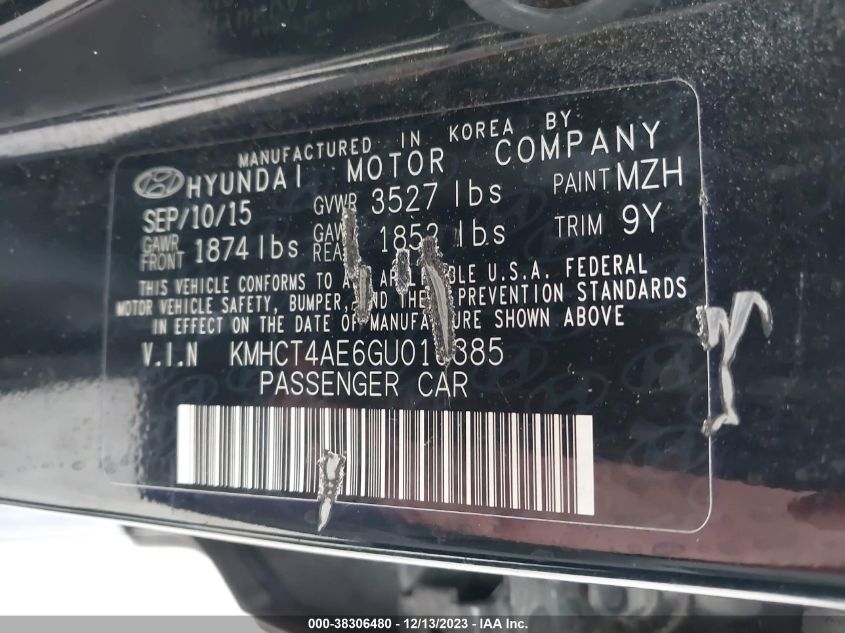 MANUFACTURED IN KOREA BY
HYUNDAI MOTOR COMPANY
SEP/10/15 GVWR 3527 lbs PAINT MZH
GAWR FRONT 1874 lbs lbs TRIM 9Y
THIS VEHICLE CONFORMS TO U.S.A. FEDERAL
MOTOR VEHICLE SAFETY, BUMPER, AND PREVENTION STANDARDS
IN EFFECT ON THE DATE OF MANUFACTURE SHOWN ABOVE
V.I.N
PASSENGER CAR
000-38306480 - 12/13/2023 - IAA Inc.